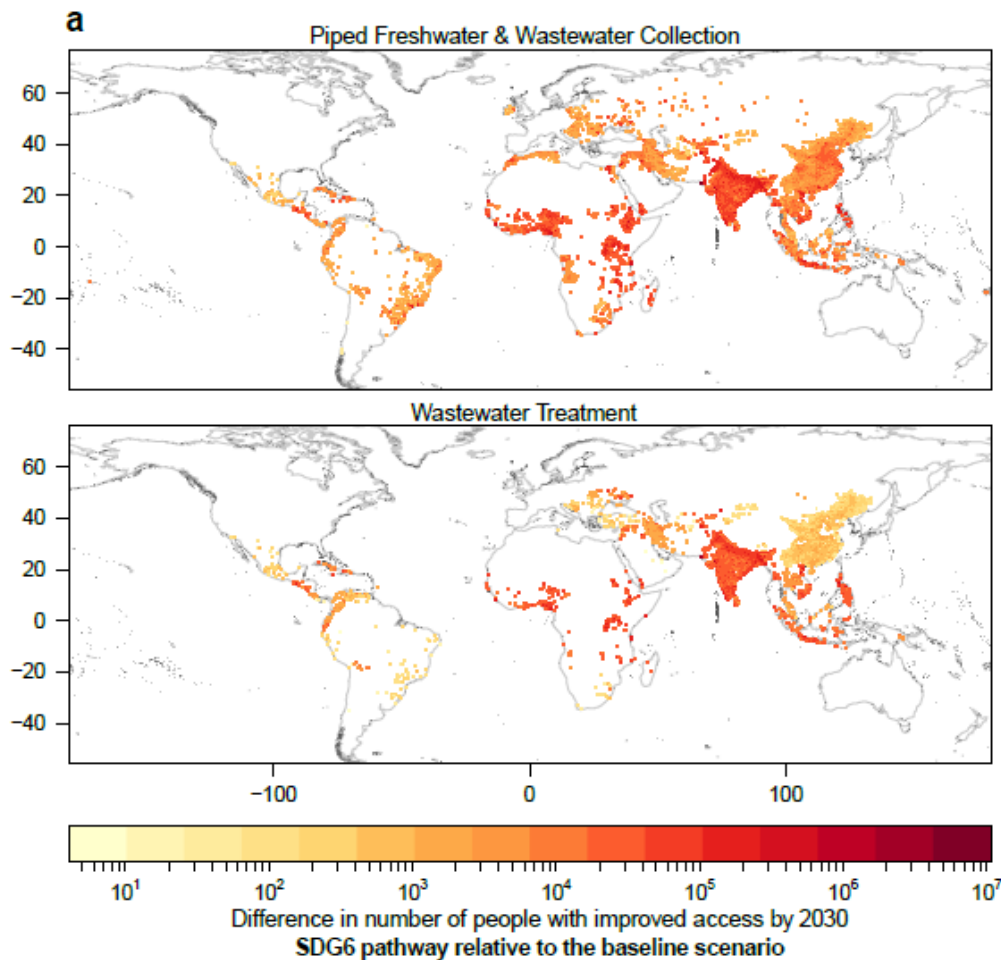 a
Piped Freshwater & Wastewater Collection
60
40
20
0
−20
−40
Wastewater Treatment
60
40
20
0
−20
−40
−100 0 100
10¹ 10² 10³ 10⁴ 10⁵ 10⁶ 10⁷
Difference in number of people with improved access by 2030
SDG6 pathway relative to the baseline scenario